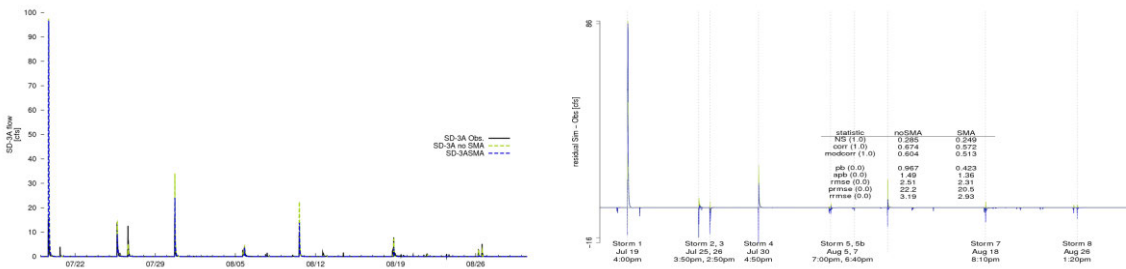 100
90
80
70
60
50
40
30
20
10
0
SD-3A flow
[cfs]
SD-3A Obs.
SD-3A no SMA
SD-3ASMA
07/22
07/29
08/05
08/12
08/19
08/26
86
residual Sim - Obs [cfs]
-16
statistic noSMA SMA
NS (1.0) 0.285 0.249
corr (1.0) 0.674 0.572
modcorr (1.0) 0.604 0.513
pb (0.0) 0.967 0.423
apb (0.0) 1.49 1.36
rmse (0.0) 2.51 2.31
prmse (0.0) 22.2 20.5
rrmse (0.0) 3.19 2.93
Storm 1
Jul 19
4:00pm
Storm 2, 3
Jul 25, 26
3:50pm, 2:50pm
Storm 4
Jul 30
4:50pm
Storm 5, 5b
Aug 5, 7
7:00pm, 6:40pm
Storm 7
Aug 18
8:10pm
Storm 8
Aug 26
1:20pm